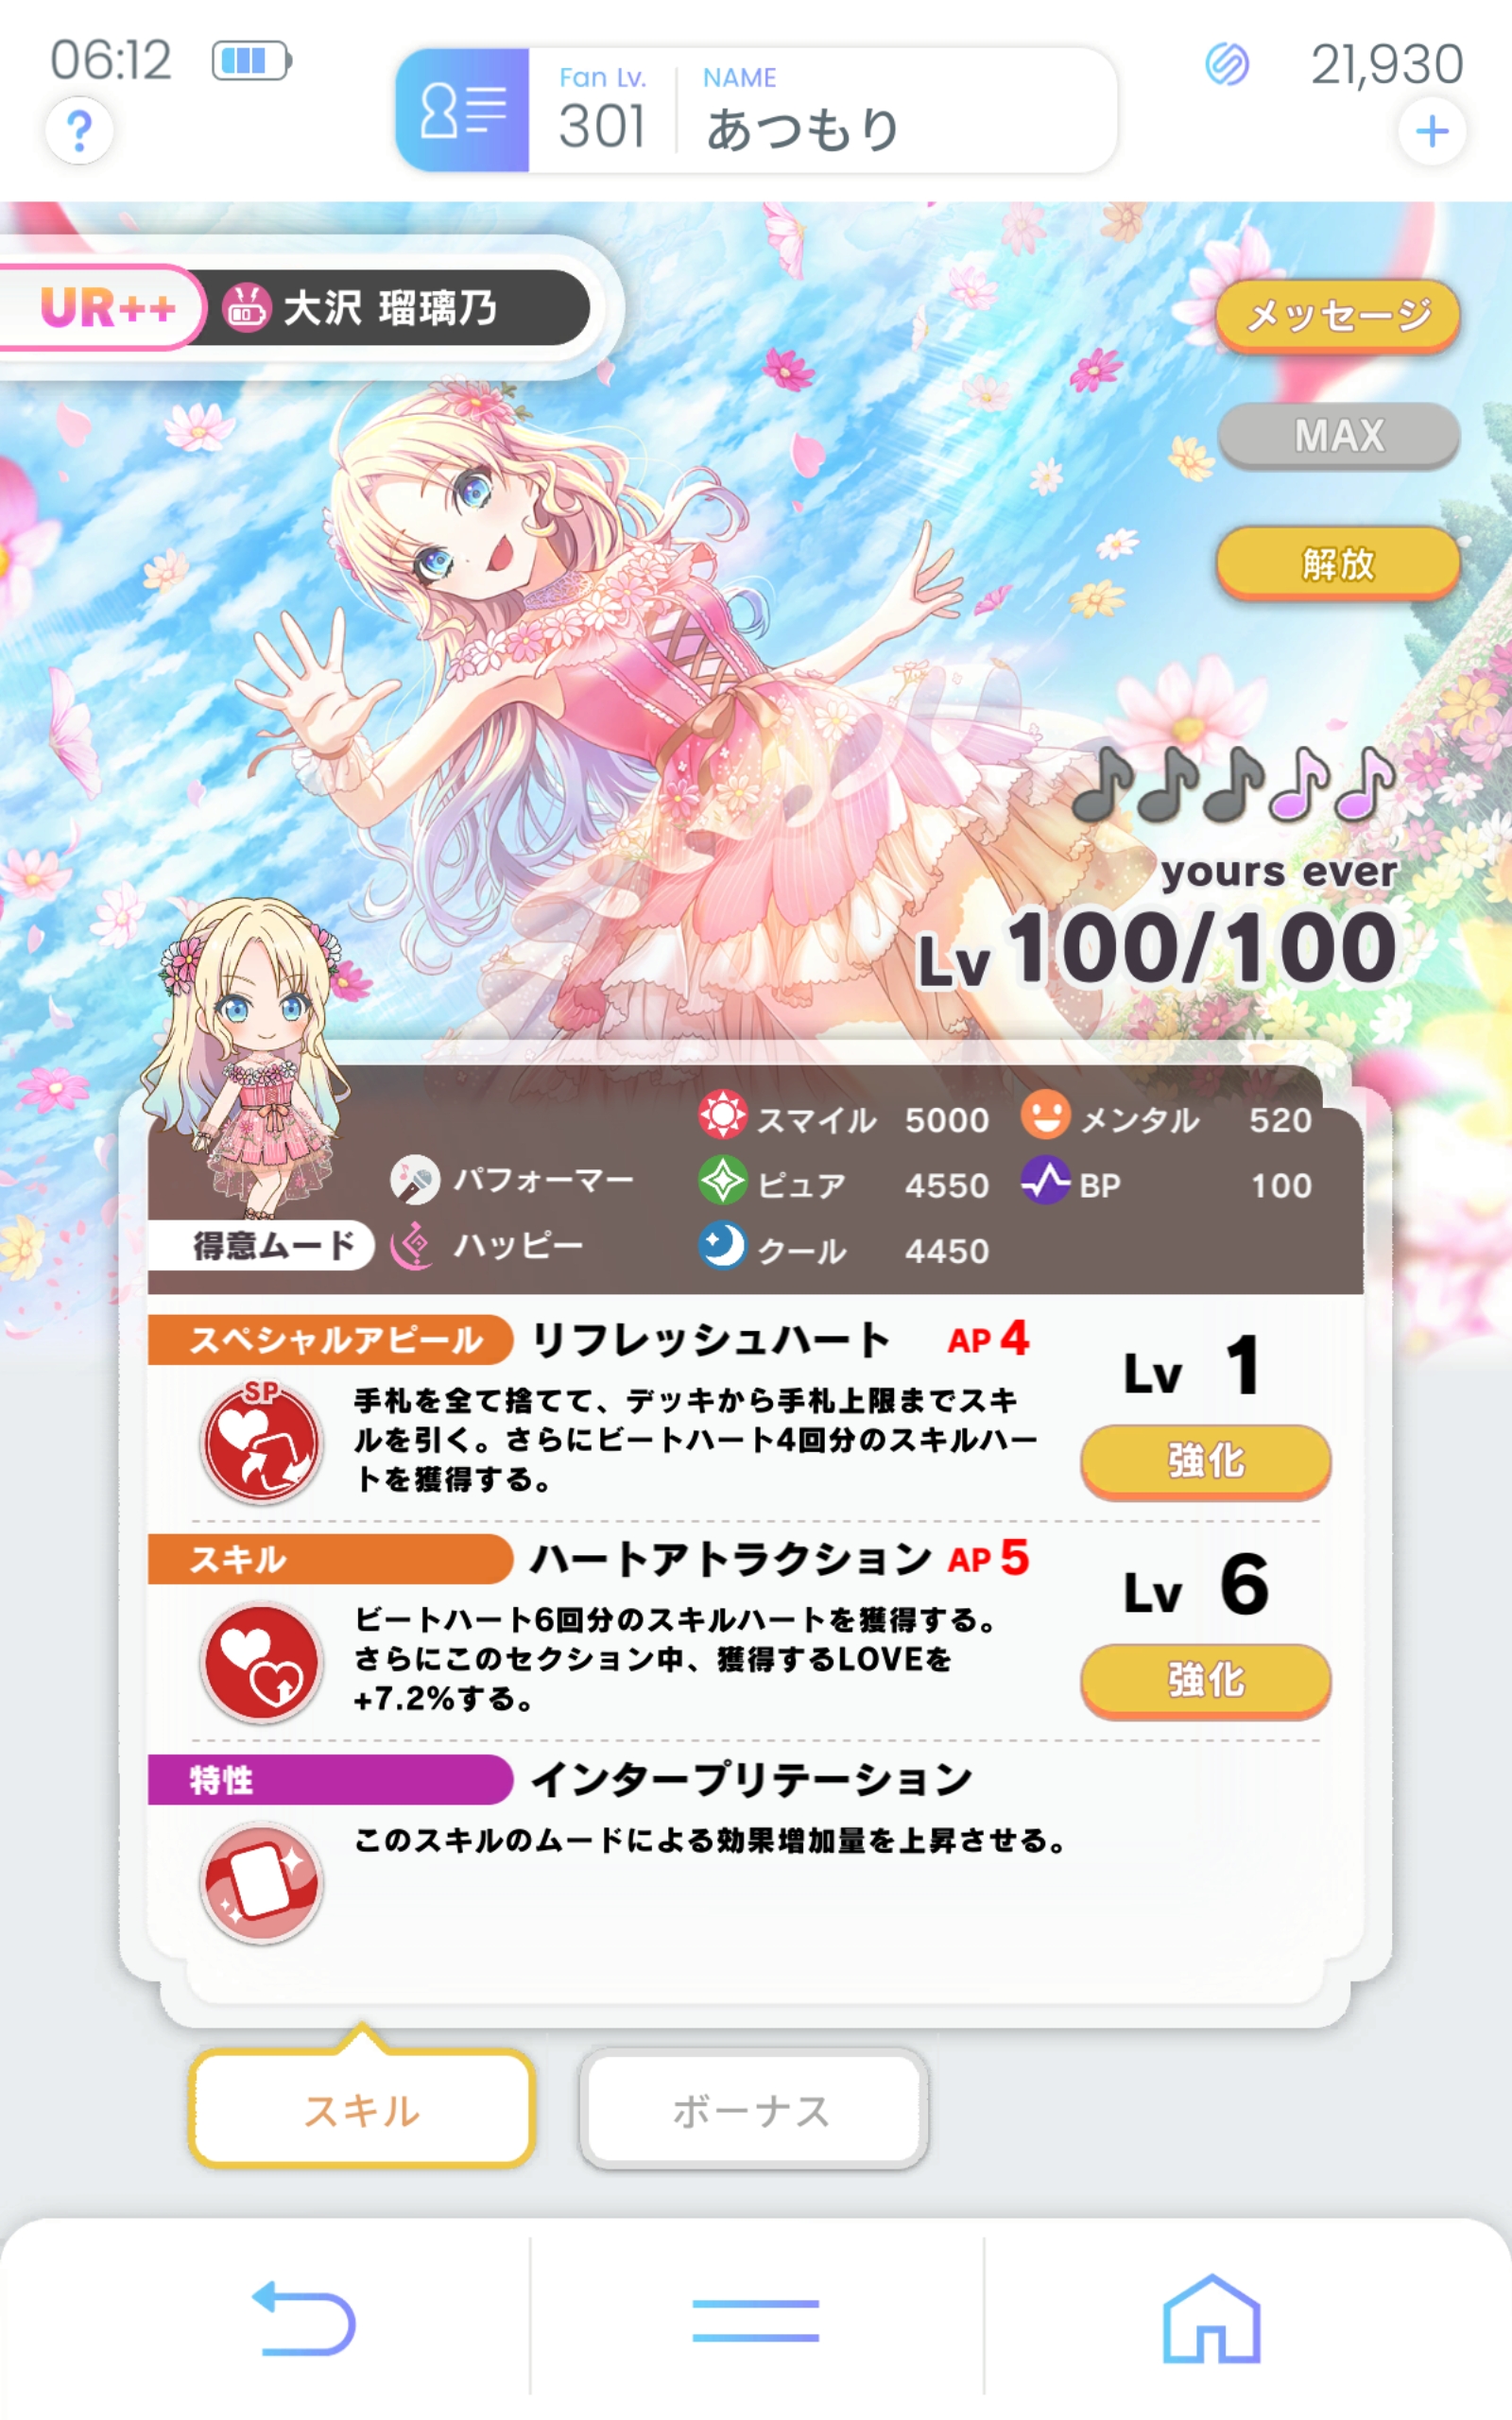 06:12
Fan Lv.
301
NAME
あつもり
21,930
?
+
UR++
大沢 瑠璃乃
メッセージ
MAX
解放
yours ever
Lv 100/100
スマイル 5000
メンタル 520
パフォーマー
ピュア 4550
BP 100
得意ムード
ハッピー
クール 4450
スペシャルアピール
リフレッシュハート
AP 4
Lv 1
SP
手札を全て捨てて、デッキから手札上限までスキ
ルを引く。さらにビートハート4回分のスキルハー
トを獲得する。
強化
スキル
ハートアトラクション
AP 5
Lv 6
ビートハート6回分のスキルハートを獲得する。
さらにこのセクション中、獲得するLOVEを
+7.2%する。
強化
特性
インタープリテーション
このスキルのムードによる効果増加量を上昇させる。
スキル
ボーナス